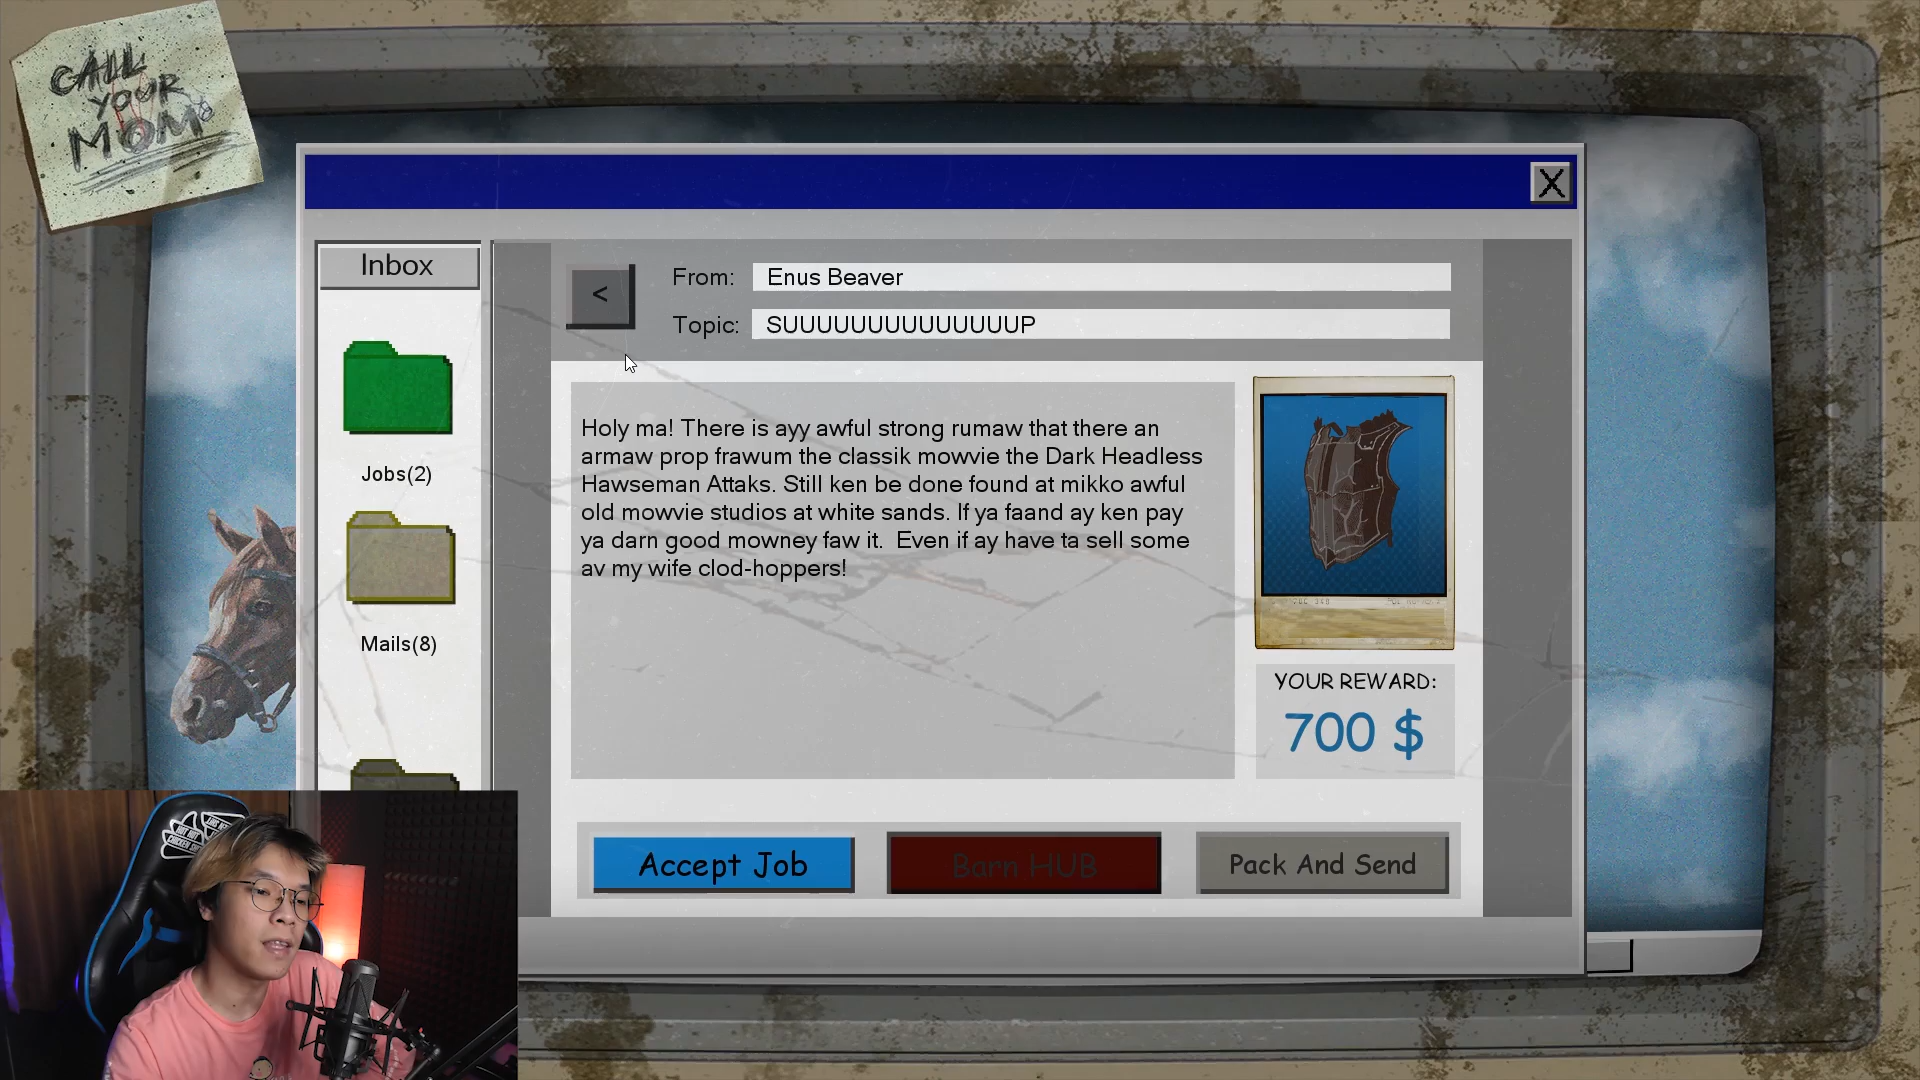 CALL
YOUR
MOM
X
Inbox
<
From: Enus Beaver
Topic: SUUUUUUUUUUUUUUP
Jobs(2)
Mails(8)
Holy ma! There is ayy awful strong rumaw that there an
armaw prop frawum the classik mowvie the Dark Headless
Hawseman Attaks. Still ken be done found at mikko awful
old mowvie studios at white sands. If ya faand ay ken pay
ya darn good mowney faw it.  Even if ay have ta sell some
av my wife clod-hoppers!
YOUR REWARD:
700 $
Accept Job
Barn HUB
Pack And Send